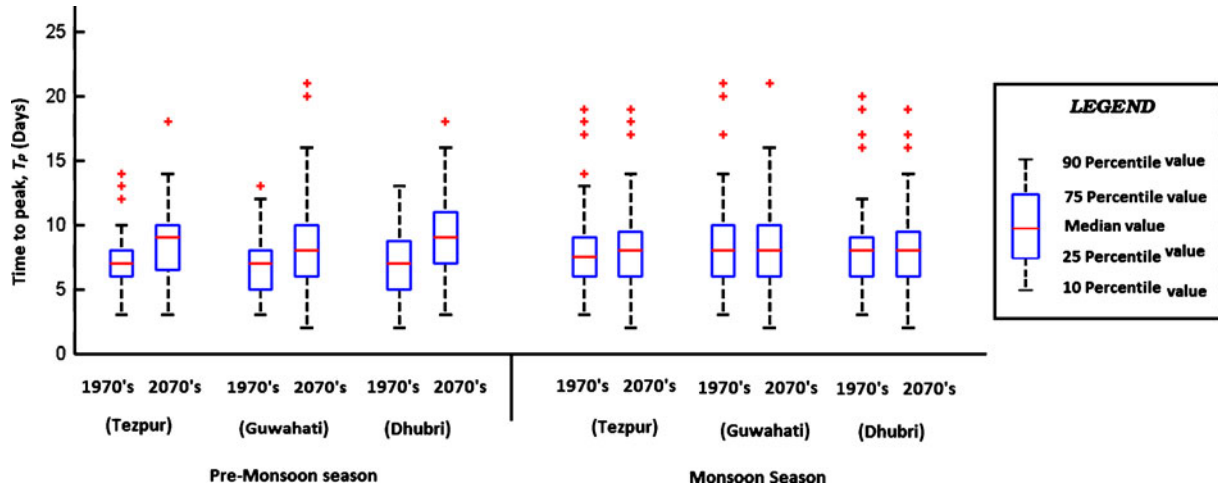 Time to peak, Tp (Days)
25
20
15
10
5
0
1970's 2070's 1970's 2070's 1970's 2070's 1970's 2070's 1970's 2070's 1970's 2070's
(Tezpur) (Guwahati) (Dhubri) (Tezpur) (Guwahati) (Dhubri)
Pre-Monsoon season Monsoon Season
LEGEND
90 Percentile value
75 Percentile value
Median value
25 Percentile value
10 Percentile value